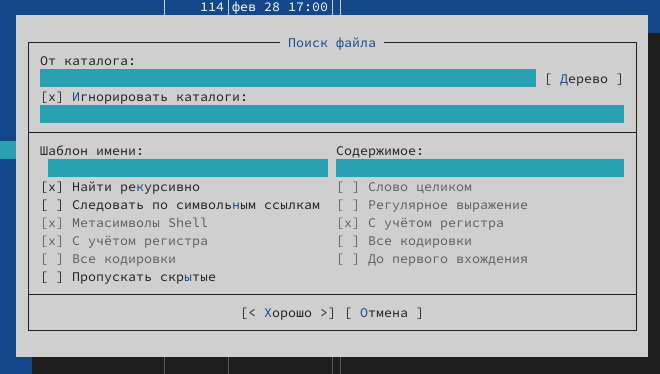 114 фев 28 17:00
Поиск файла
От каталога:
[ Дерево ]
[x] Игнорировать каталоги:
Шаблон имени: Содержимое:
[x] Найти рекурсивно [ ] Слово целиком
[ ] Следовать по символьным ссылкам [ ] Регулярное выражение
[x] Метасимволы Shell [x] С учётом регистра
[x] С учётом регистра [ ] Все кодировки
[ ] Все кодировки [ ] До первого вхождения
[ ] Пропускать скрытые
[< Хорошо >] [ Отмена ]